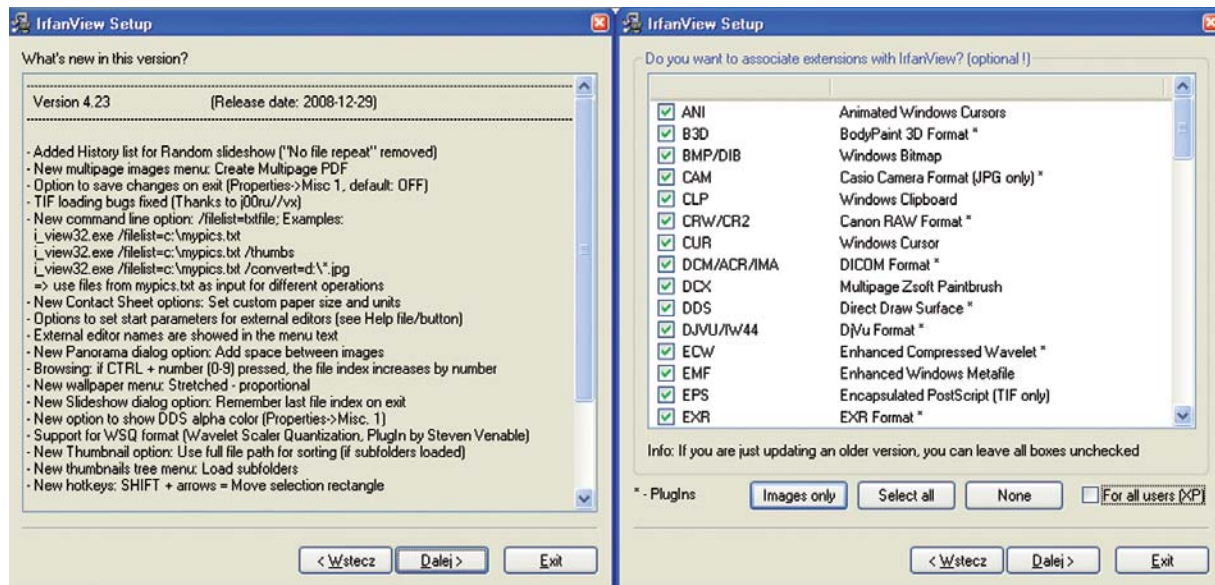 IrfanView Setup
What's new in this version?
Version 4.23 (Release date: 2008-12-29)
- Added History list for Random slideshow ("No file repeat" removed)
- New multipage images menu: Create Multipage PDF
- Option to save changes on exit (Properties->Misc 1, default: OFF)
- TIF loading bugs fixed (Thanks to j00ru//vx)
- New command line option: /filelist=txtfile; Examples:
i_view32.exe /filelist=c:\mypics.txt
i_view32.exe /filelist=c:\mypics.txt /thumbs
i_view32.exe /filelist=c:\mypics.txt /convert=d:\*.jpg
=> use files from mypics.txt as input for different operations
- New Contact Sheet options: Set custom paper size and units
- Options to set start parameters for external editors (see Help file/button)
- External editor names are showed in the menu text
- New Panorama dialog option: Add space between images
- Browsing: if CTRL + number (0-9) pressed, the file index increases by number
- New wallpaper menu: Stretched - proportional
- New Slideshow dialog option: Remember last file index on exit
- New option to show DDS alpha color (Properties->Misc. 1)
- Support for WSQ format (Wavelet Scaler Quantization, PlugIn by Steven Venable)
- New Thumbnail option: Use full file path for sorting (if subfolders loaded)
- New thumbnails tree menu: Load subfolders
- New hotkeys: SHIFT + arrows = Move selection rectangle
< Wstecz Dalej > Exit
IrfanView Setup
Do you want to associate extensions with IrfanView? (optional !)
ANI Animated Windows Cursors
B3D BodyPaint 3D Format *
BMP/DIB Windows Bitmap
CAM Casio Camera Format (JPG only) *
CLP Windows Clipboard
CRW/CR2 Canon RAW Format *
CUR Windows Cursor
DCM/ACR/IMA DICOM Format *
DCX Multipage Zsoft Paintbrush
DDS Direct Draw Surface *
DJVU/IW44 DjVu Format *
ECW Enhanced Compressed Wavelet *
EMF Enhanced Windows Metafile
EPS Encapsulated PostScript (TIF only)
EXR EXR Format *
Info: If you are just updating an older version, you can leave all boxes unchecked
* - PlugIns Images only Select all None For all users (XP)
< Wstecz Dalej > Exit